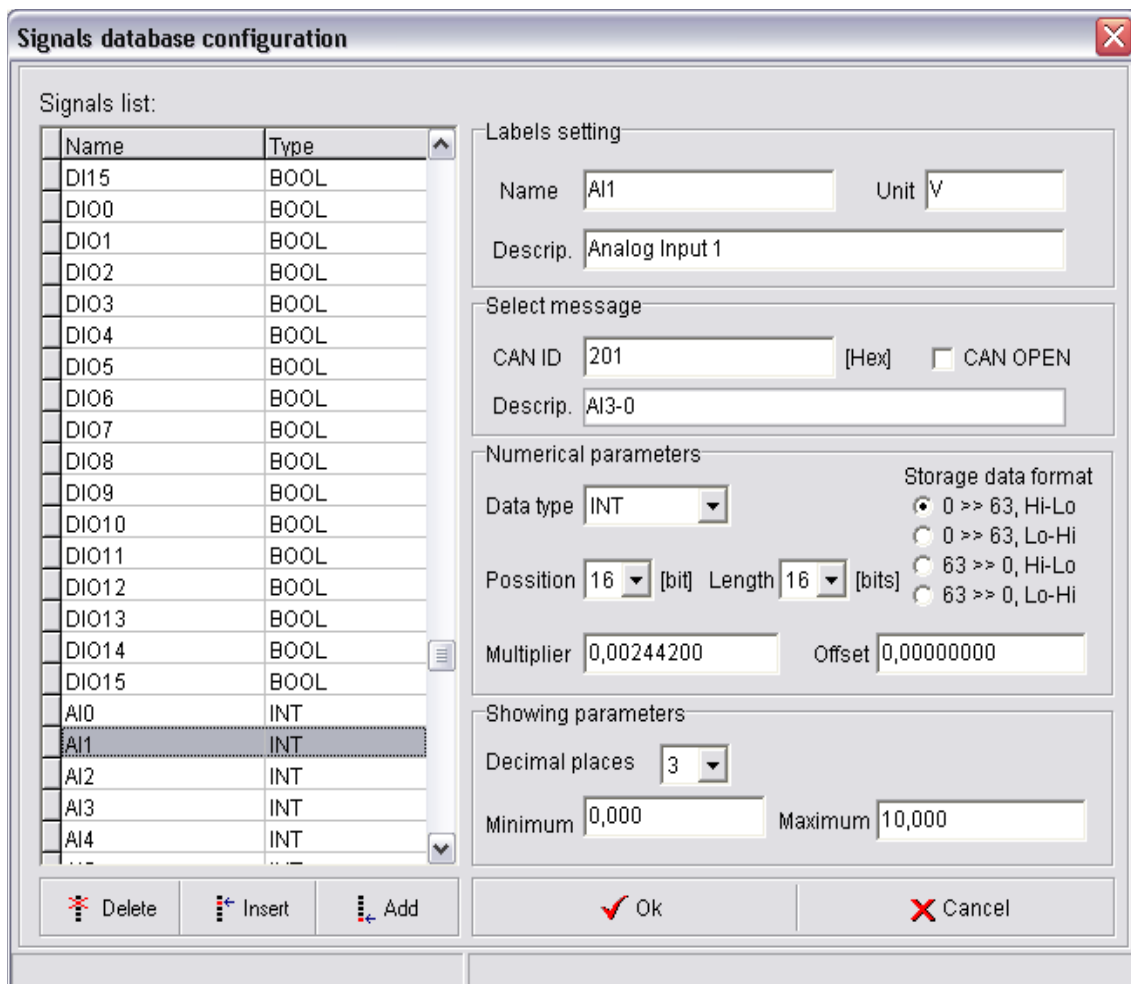 Signals database configuration
Signals list:
Name Type
DI15 BOOL
DIO0 BOOL
DIO1 BOOL
DIO2 BOOL
DIO3 BOOL
DIO4 BOOL
DIO5 BOOL
DIO6 BOOL
DIO7 BOOL
DIO8 BOOL
DIO9 BOOL
DIO10 BOOL
DIO11 BOOL
DIO12 BOOL
DIO13 BOOL
DIO14 BOOL
DIO15 BOOL
AI0 INT
AI1 INT
AI2 INT
AI3 INT
AI4 INT
Delete Insert Add
Labels setting
Name AI1 Unit V
Descrip. Analog Input 1
Select message
CAN ID 201 [Hex] CAN OPEN
Descrip. AI3-0
Numerical parameters
Storage data format
Data type INT
0 >> 63, Hi-Lo
0 >> 63, Lo-Hi
63 >> 0, Hi-Lo
63 >> 0, Lo-Hi
Possition 16 [bit] Length 16 [bits]
Multiplier 0,00244200 Offset 0,00000000
Showing parameters
Decimal places 3
Minimum 0,000 Maximum 10,000
Ok Cancel